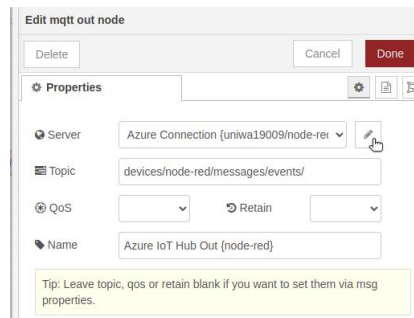 Edit mqtt out node
Delete
Cancel
Done
Properties
Server
Azure Connection {uniwa19009/node-red
Topic
devices/node-red/messages/events/
QoS
Retain
Name
Azure IoT Hub Out {node-red}
Tip: Leave topic, qos or retain blank if you want to set them via msg
properties.